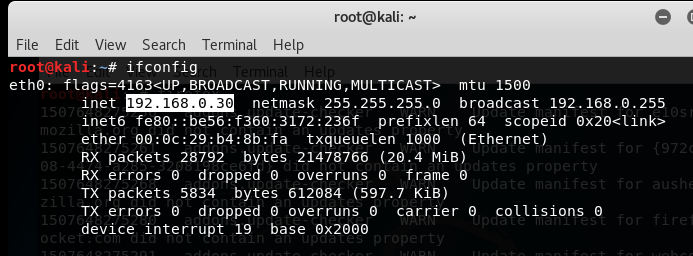 root@kali: ~
File Edit View Search Terminal Help
root@kali:~# ifconfig
eth0: flags=4163<UP,BROADCAST,RUNNING,MULTICAST>  mtu 1500
        inet 192.168.0.30  netmask 255.255.255.0  broadcast 192.168.0.255
        inet6 fe80::be56:f360:3172:236f  prefixlen 64  scopeid 0x20<link>
        ether 00:0c:29:b4:8b:fa  txqueuelen 1000  (Ethernet)
        RX packets 28792  bytes 21478766 (20.4 MiB)
        RX errors 0  dropped 0  overruns 0  frame 0
        TX packets 5834  bytes 612084 (597.7 KiB)
        TX errors 0  dropped 0 overruns 0  carrier 0  collisions 0
        device interrupt 19  base 0x2000